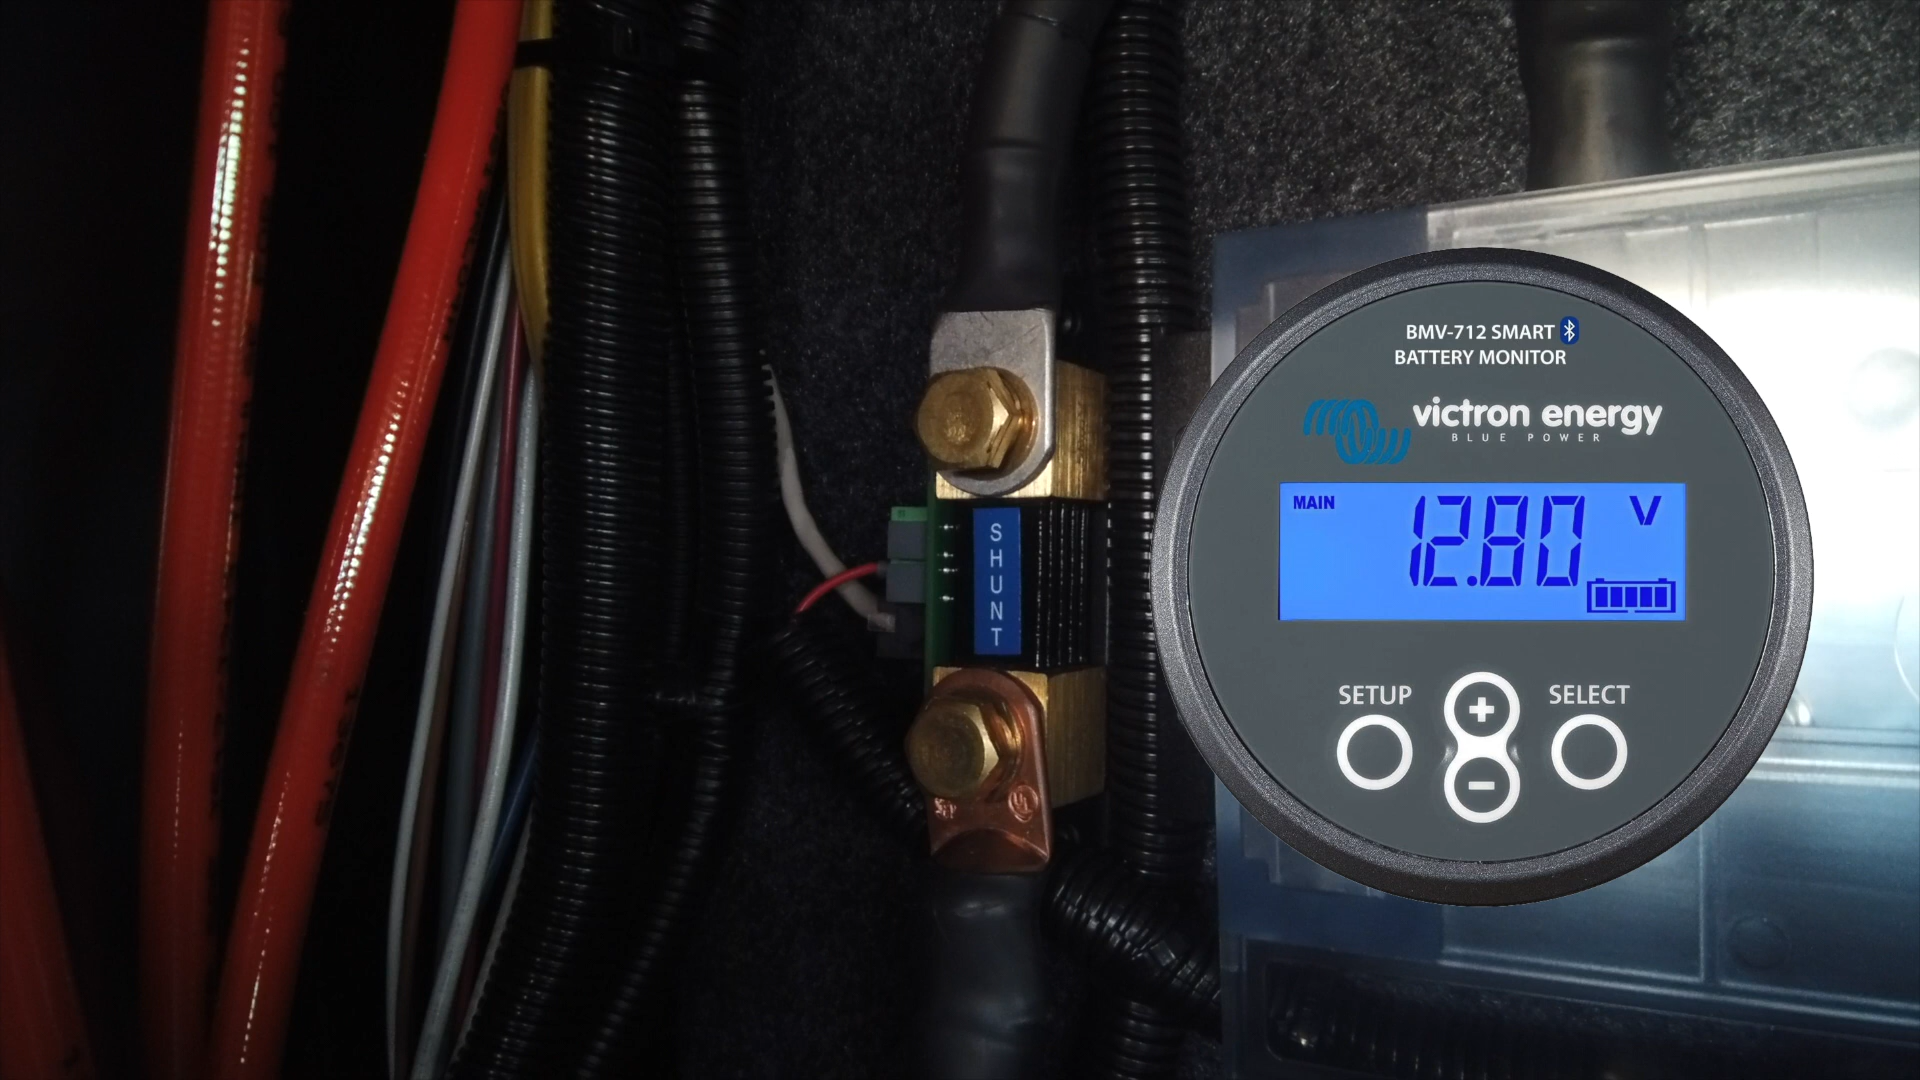 BMV-712 SMART
BATTERY MONITOR
victron energy
BLUE POWER
MAIN 12.80 V
SETUP
SELECT
+
-
SHUNT